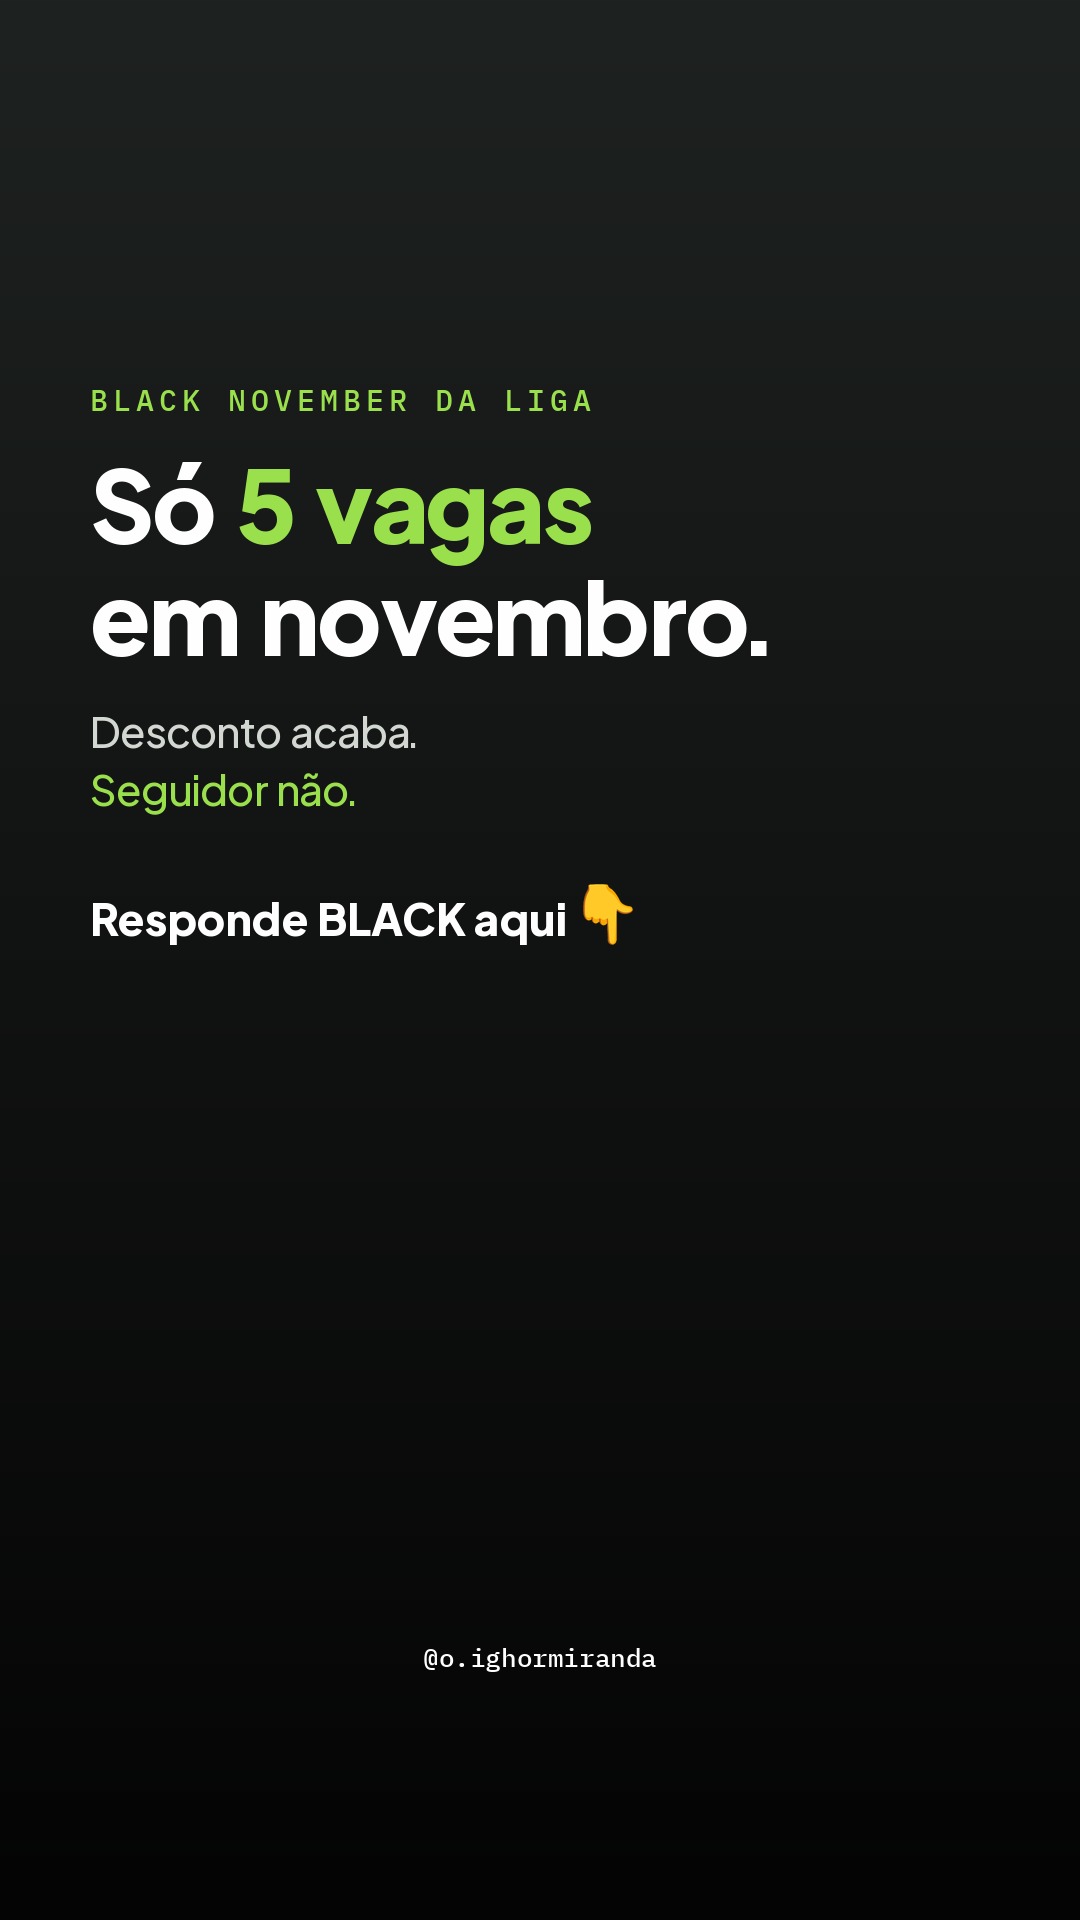 BLACK NOVEMBER DA LIGA
Só 5 vagas
em novembro.
Desconto acaba.
Seguidor não.
Responde BLACK aqui 👇
@o.ighormiranda